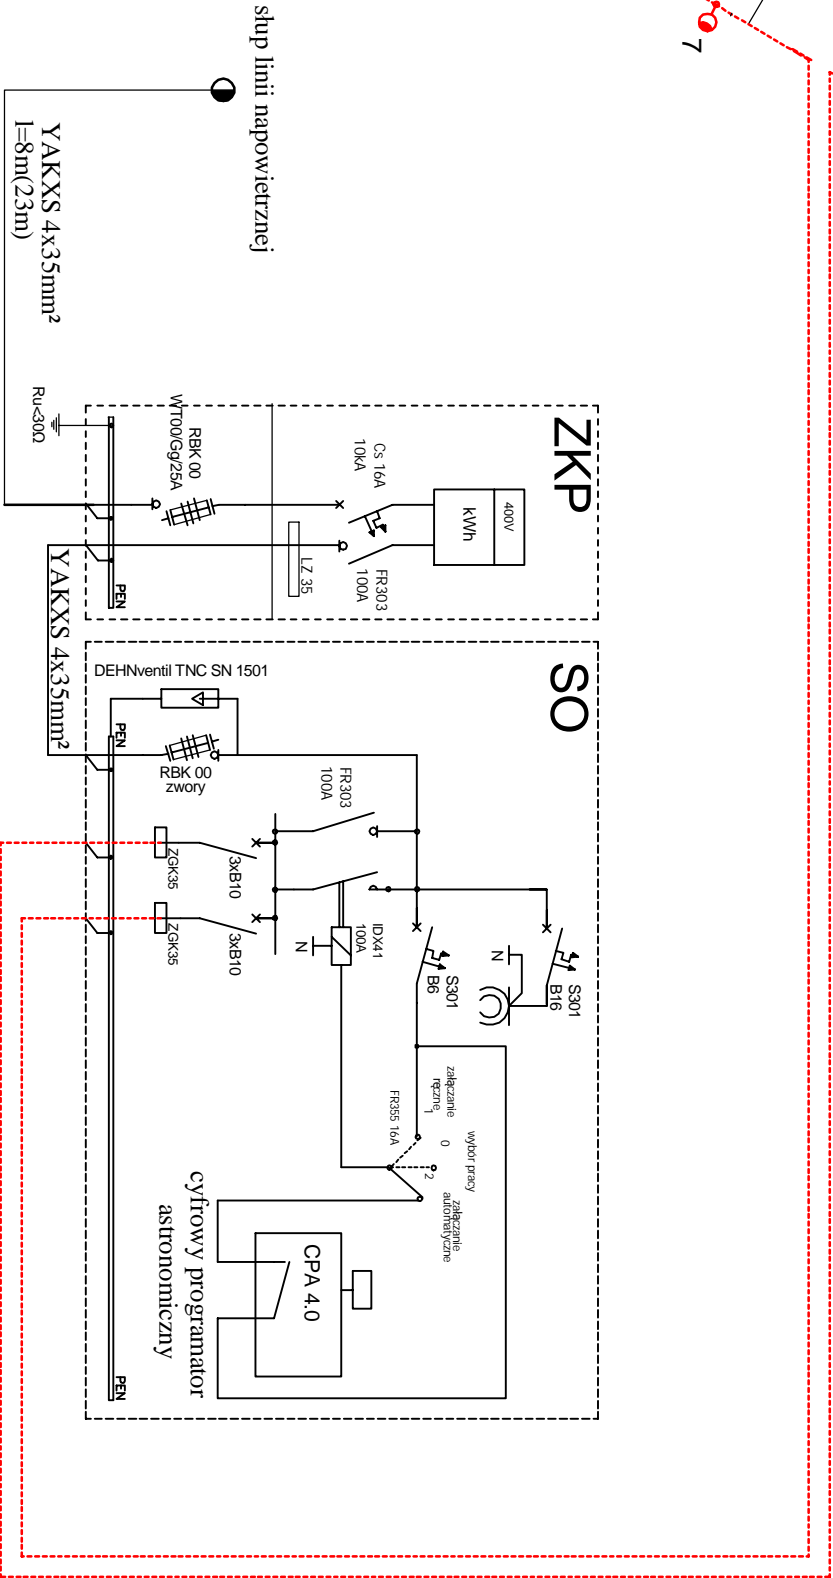 7
słup linii napowietrznej
YAKXS 4x35mm²
l=8m(23m)
ZKP
400V
kWh
Cs 16A
10kA
FR303
100A
RBK 00
WT00/Gg/25A
LZ 35
Ru<30Ω
PEN
YAKXS 4x35mm²
SO
DEHNventil TNC SN 1501
PEN
RBK 00
zwory
FR303
100A
S301
B16
N
S301
B6
IDX41
100A
N
3xB10
ZGK35
3xB10
ZGK35
wybór pracy
załączanie
ręczne
1
0
2
załączanie
automatyczne
FR355 16A
CPA 4.0
cyfrowy programator
astronomiczny
PEN